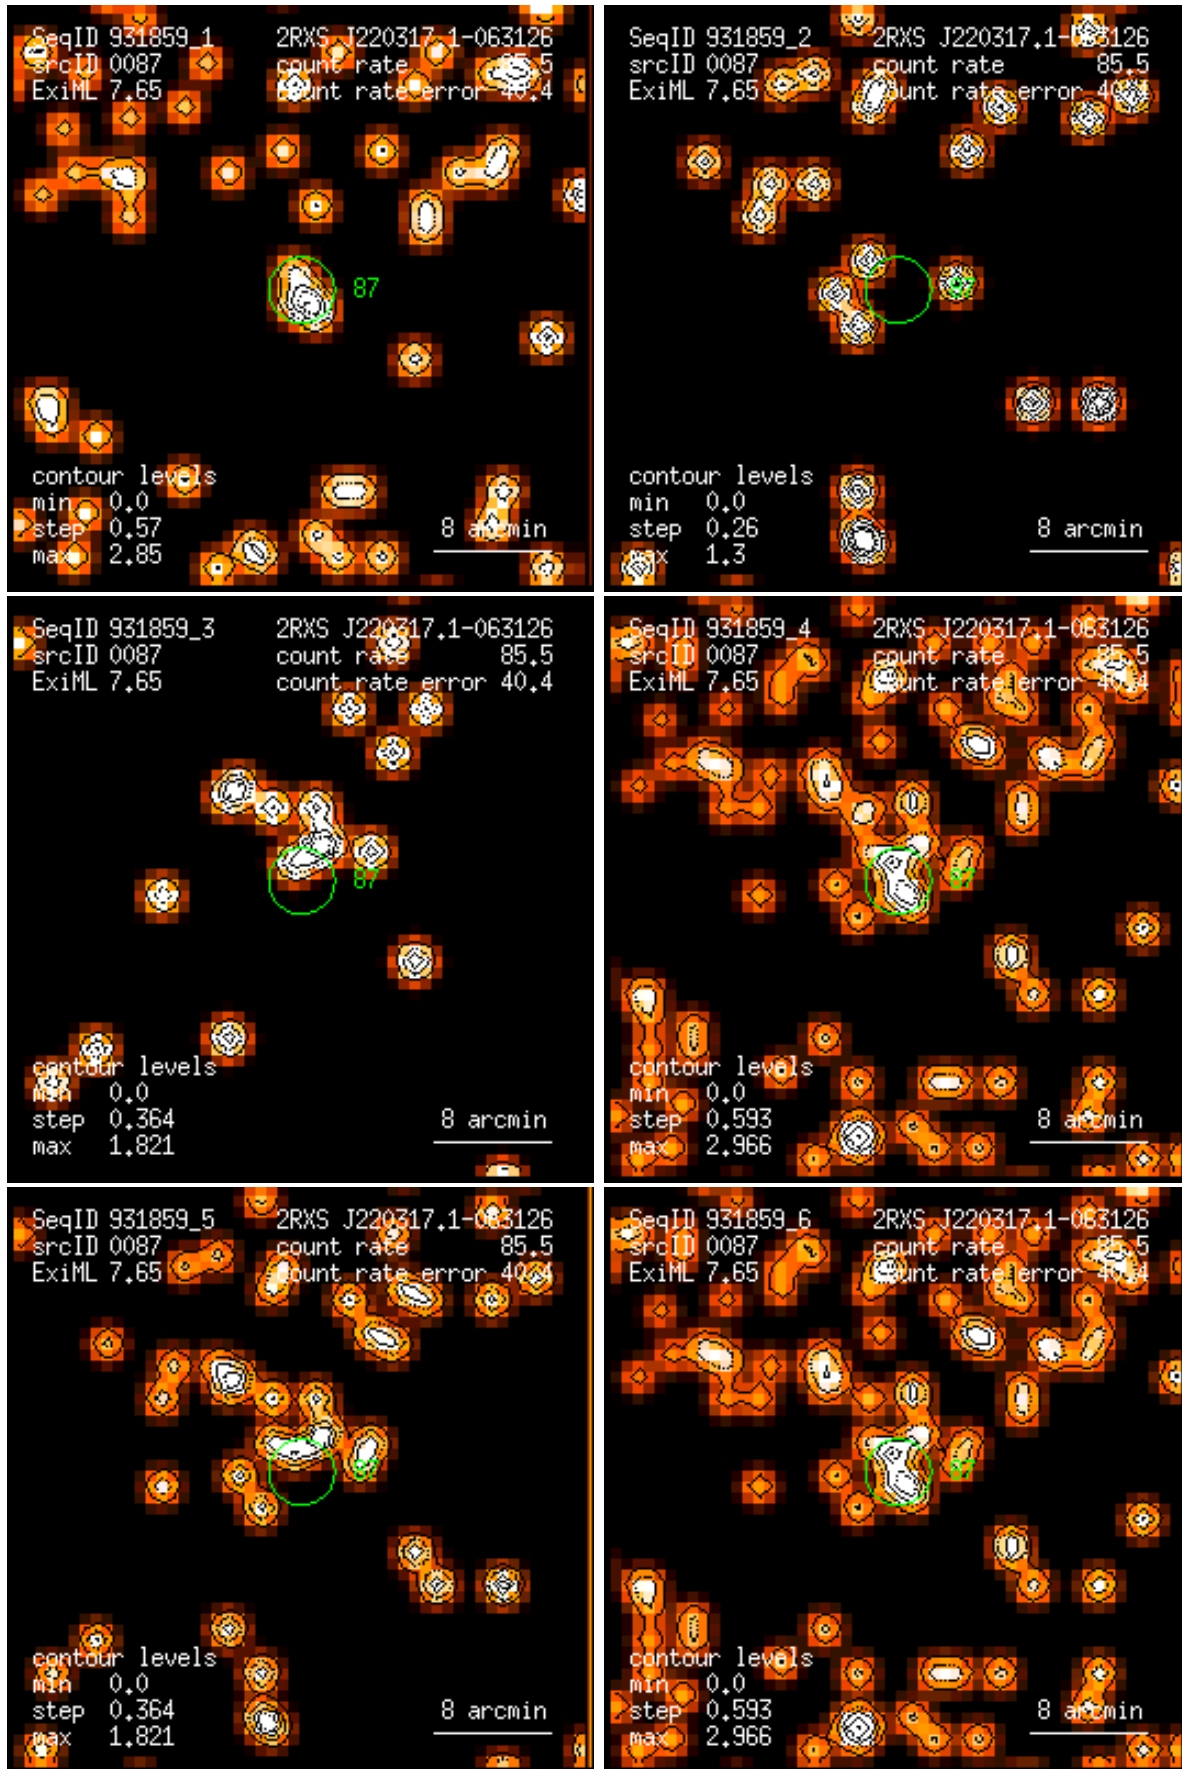 SeqID 931859_1 2RXS J220317.1-063126
srcID 0087 count rate 85.5
ExiML 7.65 count rate error 40.4
87
contour levels
min 0.0
step 0.57 8 arcmin
max 2.85
SeqID 931859_2 2RXS J220317.1-063126
srcID 0087 count rate 85.5
ExiML 7.65 count rate error 40.4
87
contour levels
min 0.0
step 0.26 8 arcmin
max 1.3
SeqID 931859_3 2RXS J220317.1-063126
srcID 0087 count rate 85.5
ExiML 7.65 count rate error 40.4
87
contour levels
min 0.0
step 0.364 8 arcmin
max 1.821
SeqID 931859_4 2RXS J220317.1-063126
srcID 0087 count rate 85.5
ExiML 7.65 count rate error 40.4
87
contour levels
min 0.0
step 0.593 8 arcmin
max 2.966
SeqID 931859_5 2RXS J220317.1-063126
srcID 0087 count rate 85.5
ExiML 7.65 count rate error 40.4
87
contour levels
min 0.0
step 0.364 8 arcmin
max 1.821
SeqID 931859_6 2RXS J220317.1-063126
srcID 0087 count rate 85.5
ExiML 7.65 count rate error 40.4
87
contour levels
min 0.0
step 0.593 8 arcmin
max 2.966